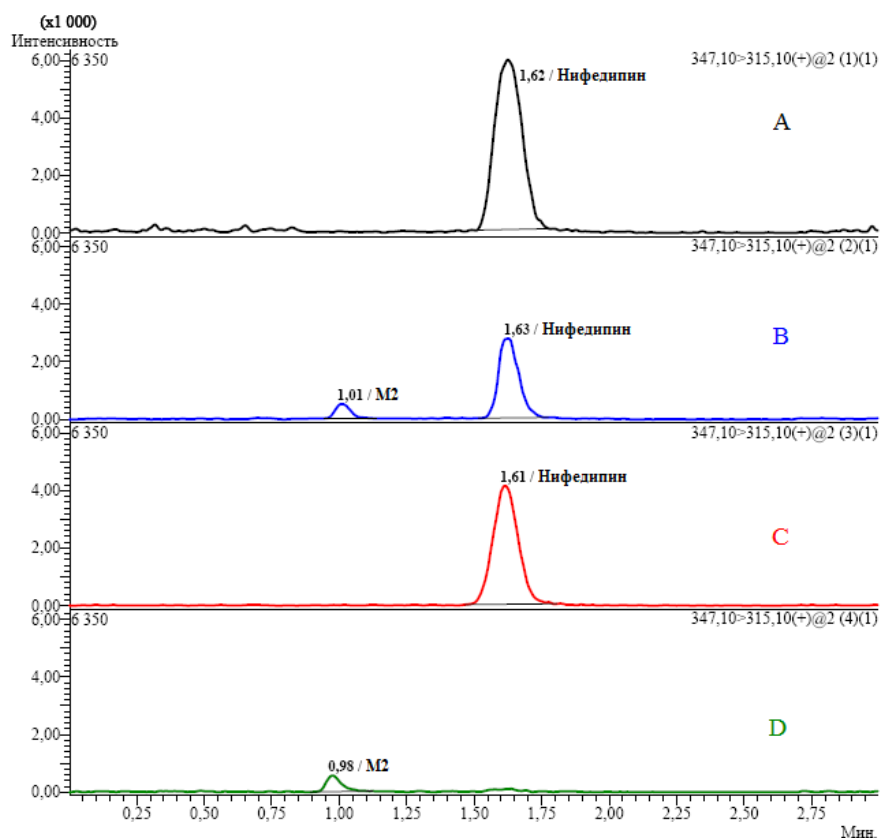 (x1 000)
Интенсивность
6,00 6 350 347,10>315,10(+)@2 (1)(1)
1,62 / Нифедипин
4,00
A
2,00
0,00
6,00 6 350 347,10>315,10(+)@2 (2)(1)
4,00
1,63 / Нифедипин
B
2,00
1,01 / M2
0,00
6,00 6 350 347,10>315,10(+)@2 (3)(1)
1,61 / Нифедипин
4,00
C
2,00
0,00
6,00 6 350 347,10>315,10(+)@2 (4)(1)
4,00
D
2,00
0,98 / M2
0,00
0,25 0,50 0,75 1,00 1,25 1,50 1,75 2,00 2,25 2,50 2,75
Мин.